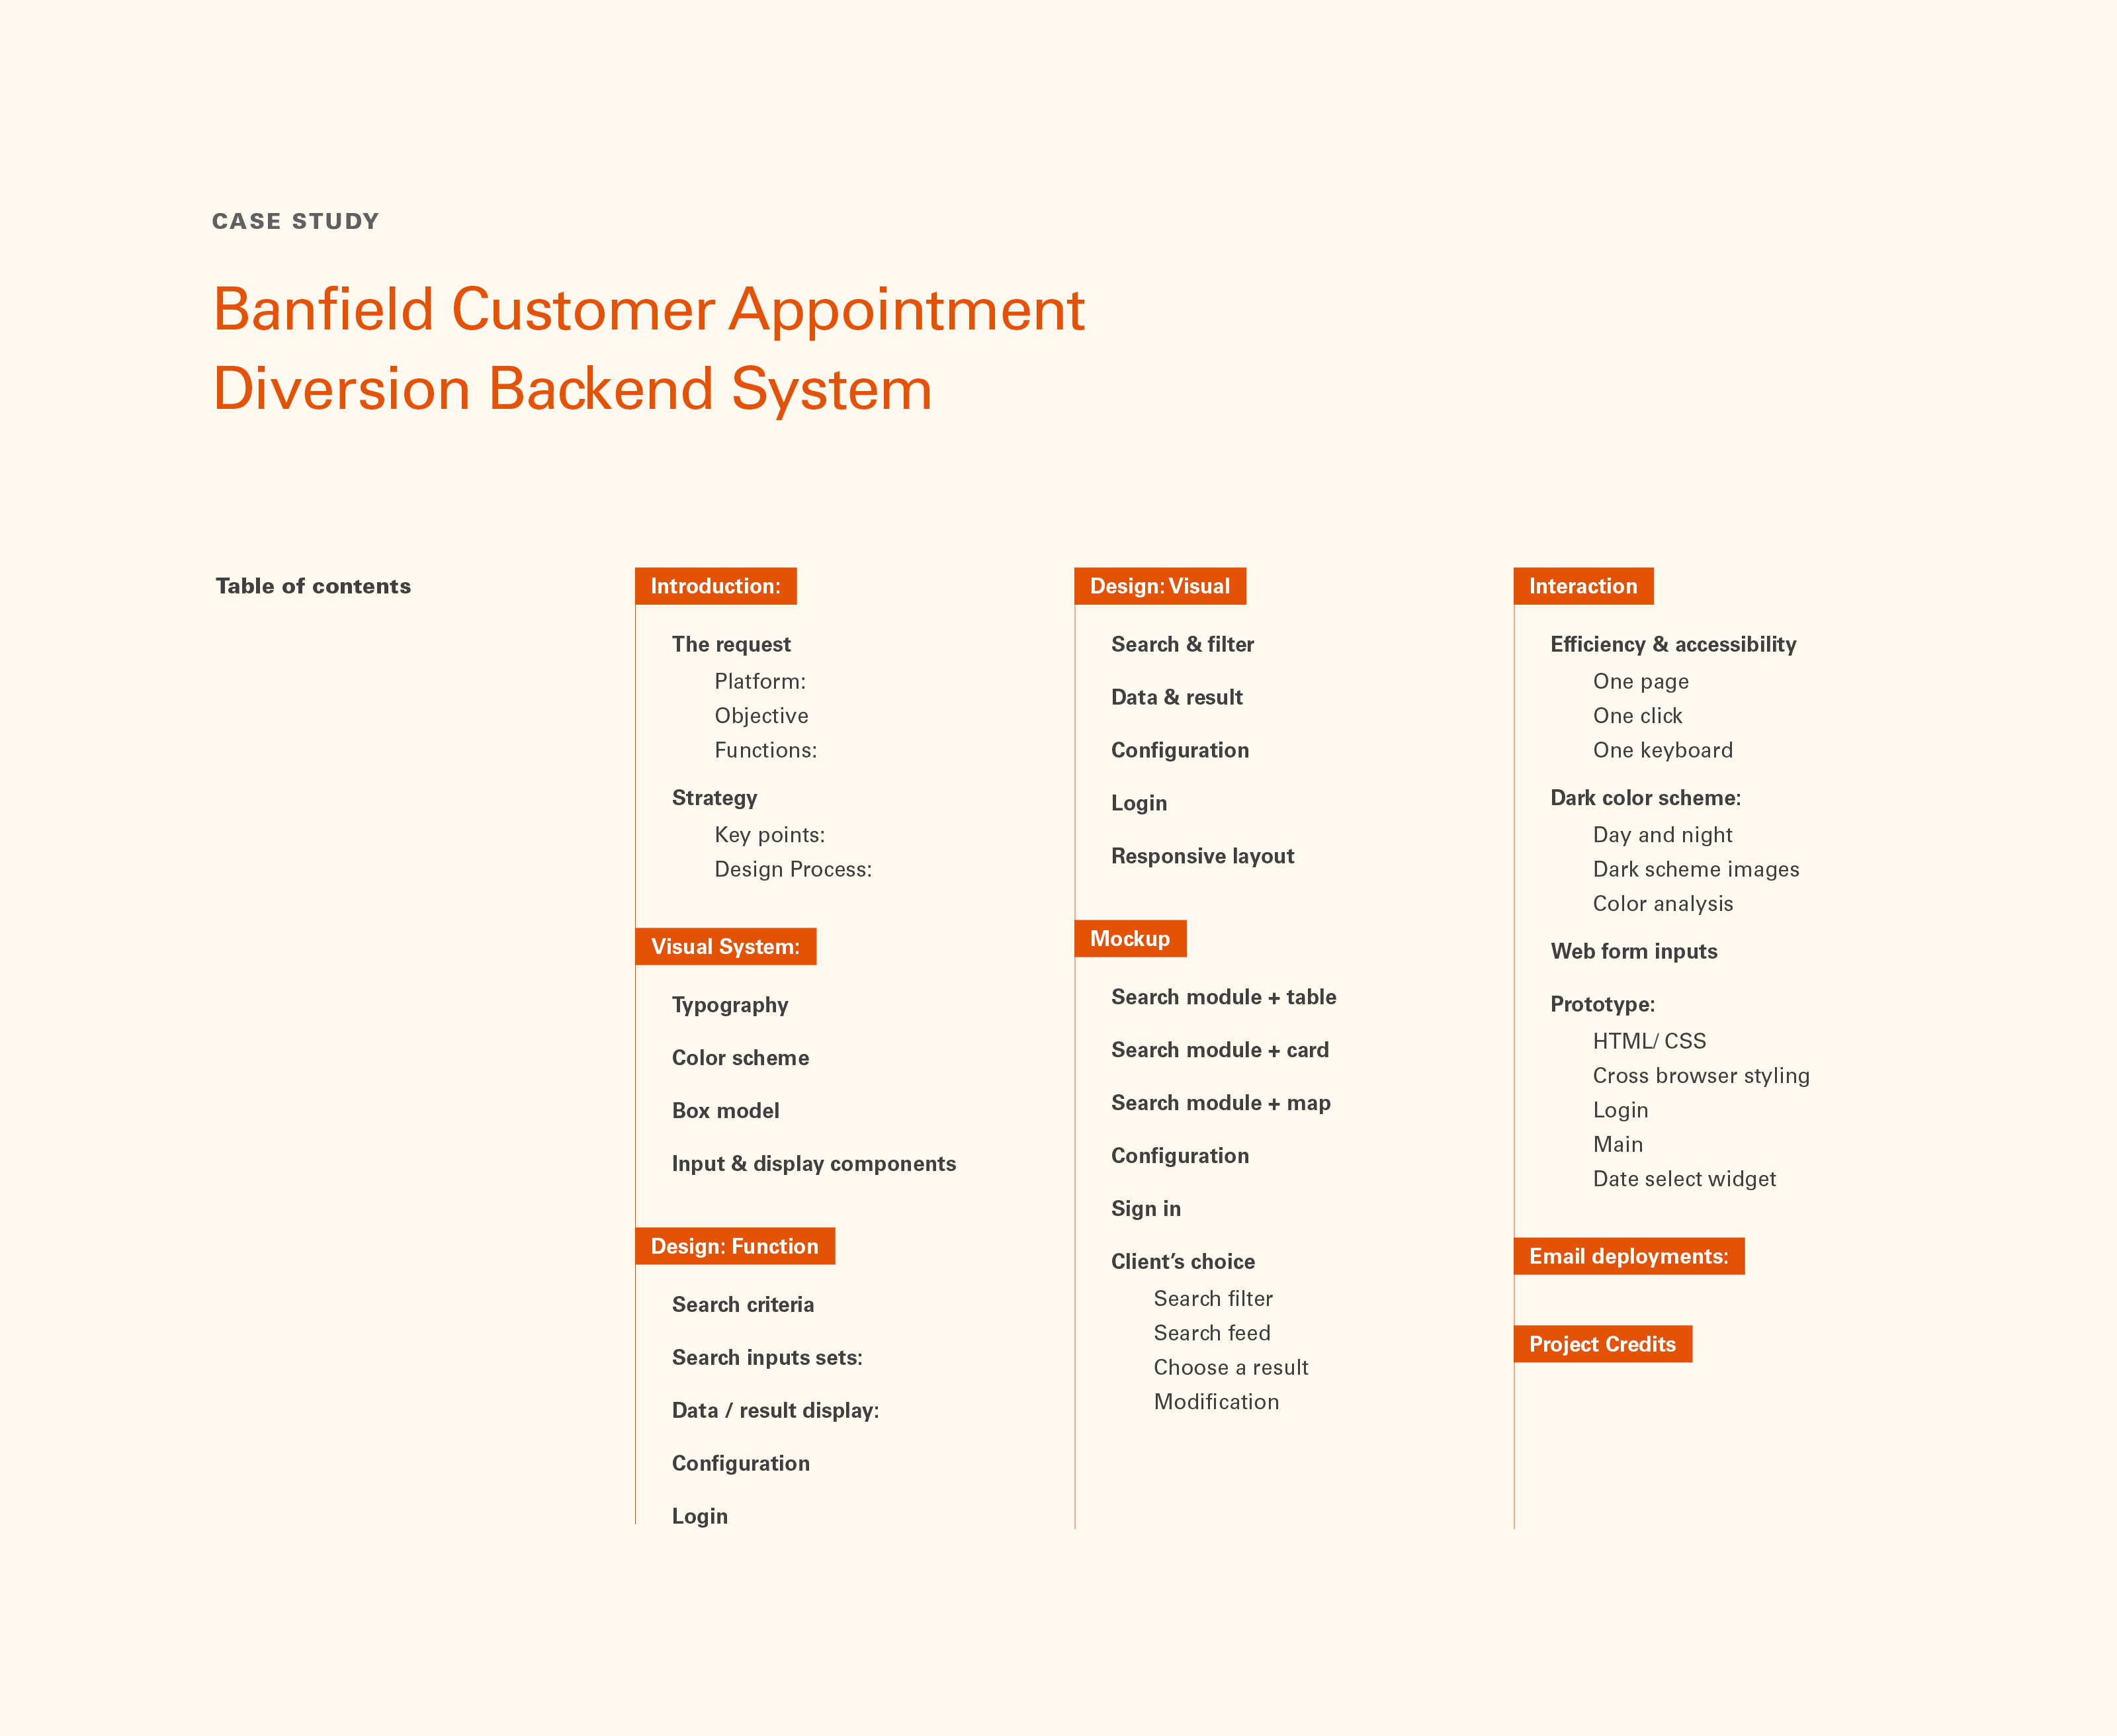 CASE STUDY
Banfield Customer Appointment
Diversion Backend System
Table of contents
Introduction:
The request
Platform:
Objective
Functions:
Strategy
Key points:
Design Process:
Visual System:
Typography
Color scheme
Box model
Input & display components
Design: Function
Search criteria
Search inputs sets:
Data / result display:
Configuration
Login
Design: Visual
Search & filter
Data & result
Configuration
Login
Responsive layout
Mockup
Search module + table
Search module + card
Search module + map
Configuration
Sign in
Client’s choice
Search filter
Search feed
Choose a result
Modification
Interaction
Efficiency & accessibility
One page
One click
One keyboard
Dark color scheme:
Day and night
Dark scheme images
Color analysis
Web form inputs
Prototype:
HTML/ CSS
Cross browser styling
Login
Main
Date select widget
Email deployments:
Project Credits